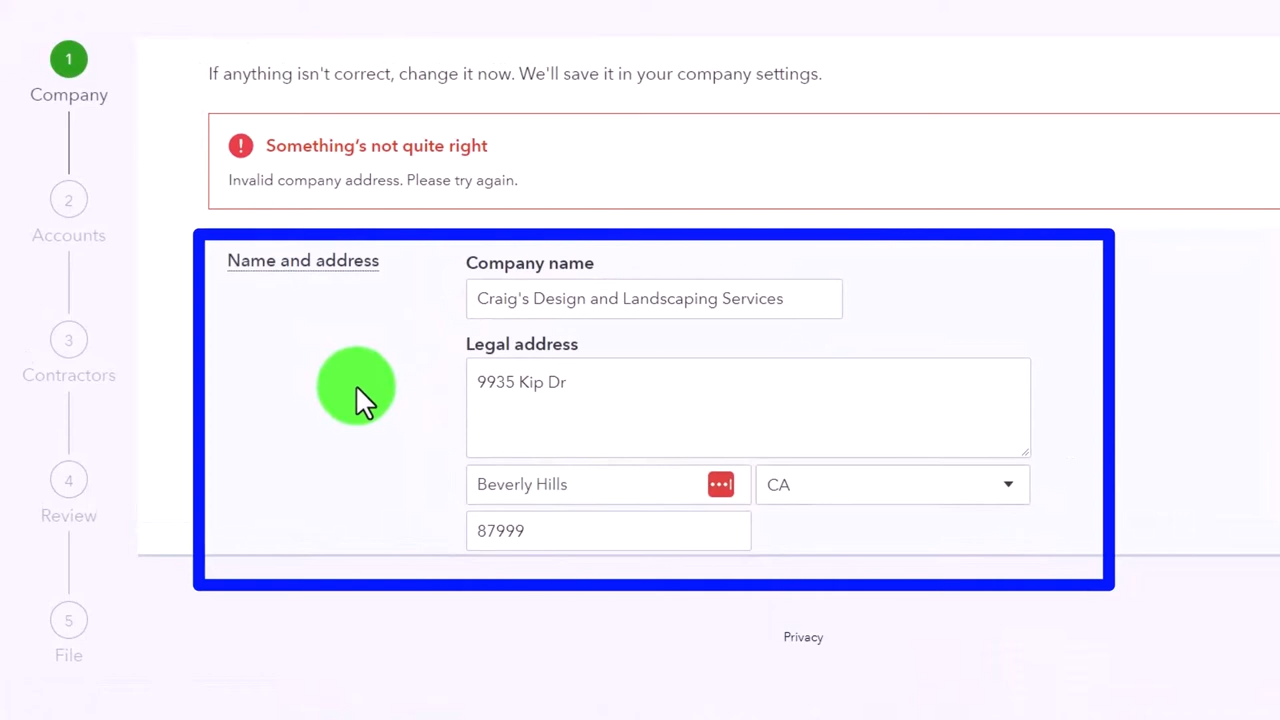 1
Company
2
Accounts
3
Contractors
4
Review
5
File
If anything isn't correct, change it now. We'll save it in your company settings.
! Something's not quite right
Invalid company address. Please try again.
Name and address
Company name
Craig's Design and Landscaping Services
Legal address
9935 Kip Dr
Beverly Hills
CA
87999
Privacy